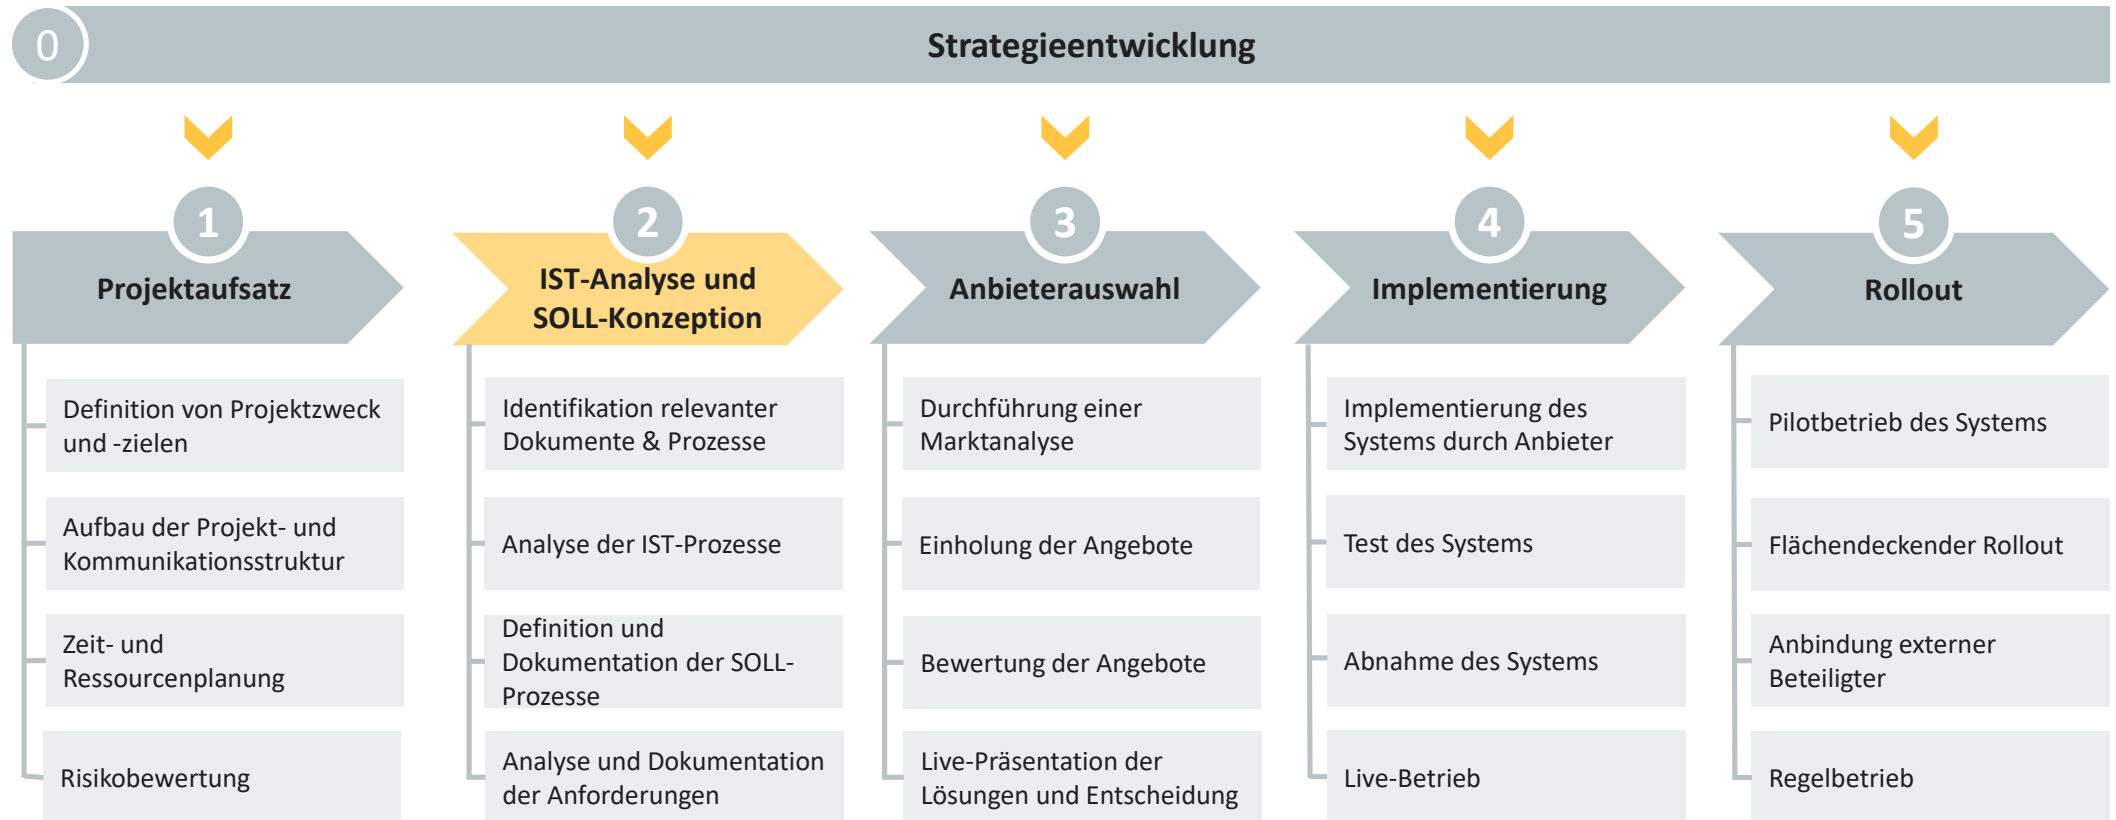 0
Strategieentwicklung
1
Projektaufsatz
Definition von Projektzweck
und -zielen
Aufbau der Projekt- und
Kommunikationsstruktur
Zeit- und
Ressourcenplanung
Risikobewertung
2
IST-Analyse und
SOLL-Konzeption
Identifikation relevanter
Dokumente & Prozesse
Analyse der IST-Prozesse
Definition und
Dokumentation der SOLL-
Prozesse
Analyse und Dokumentation
der Anforderungen
3
Anbieterauswahl
Durchführung einer
Marktanalyse
Einholung der Angebote
Bewertung der Angebote
Live-Präsentation der
Lösungen und Entscheidung
4
Implementierung
Implementierung des
Systems durch Anbieter
Test des Systems
Abnahme des Systems
Live-Betrieb
5
Rollout
Pilotbetrieb des Systems
Flächendeckender Rollout
Anbindung externer
Beteiligter
Regelbetrieb